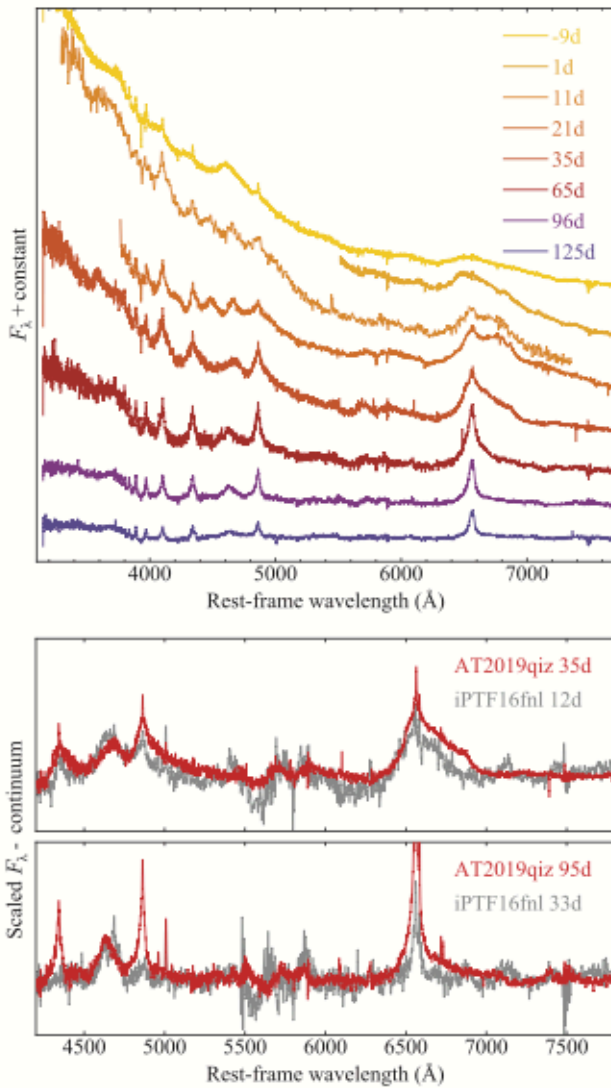 -9d
1d
11d
21d
35d
65d
96d
125d
F_λ + constant
4000 5000 6000 7000
Rest-frame wavelength (Å)
AT2019qiz 35d
iPTF16fnl 12d
AT2019qiz 95d
iPTF16fnl 33d
Scaled F_λ - continuum
4500 5000 5500 6000 6500 7000 7500
Rest-frame wavelength (Å)